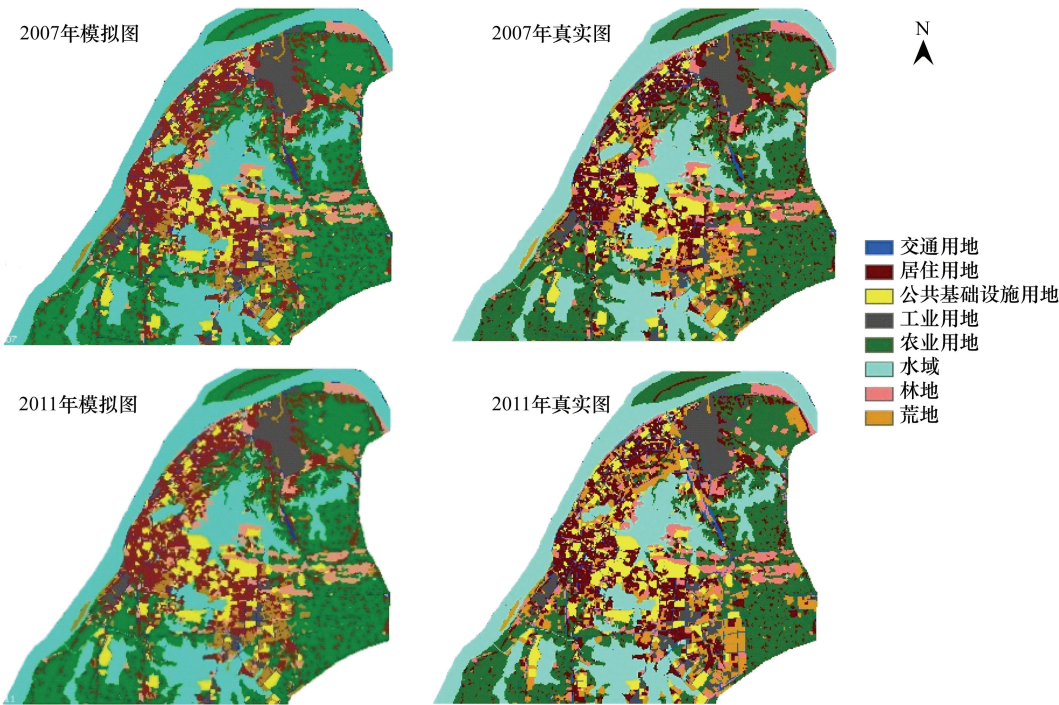 2007年模拟图
2007年真实图
N
交通用地
居住用地
公共基础设施用地
工业用地
农业用地
水域
林地
荒地
2011年模拟图
2011年真实图